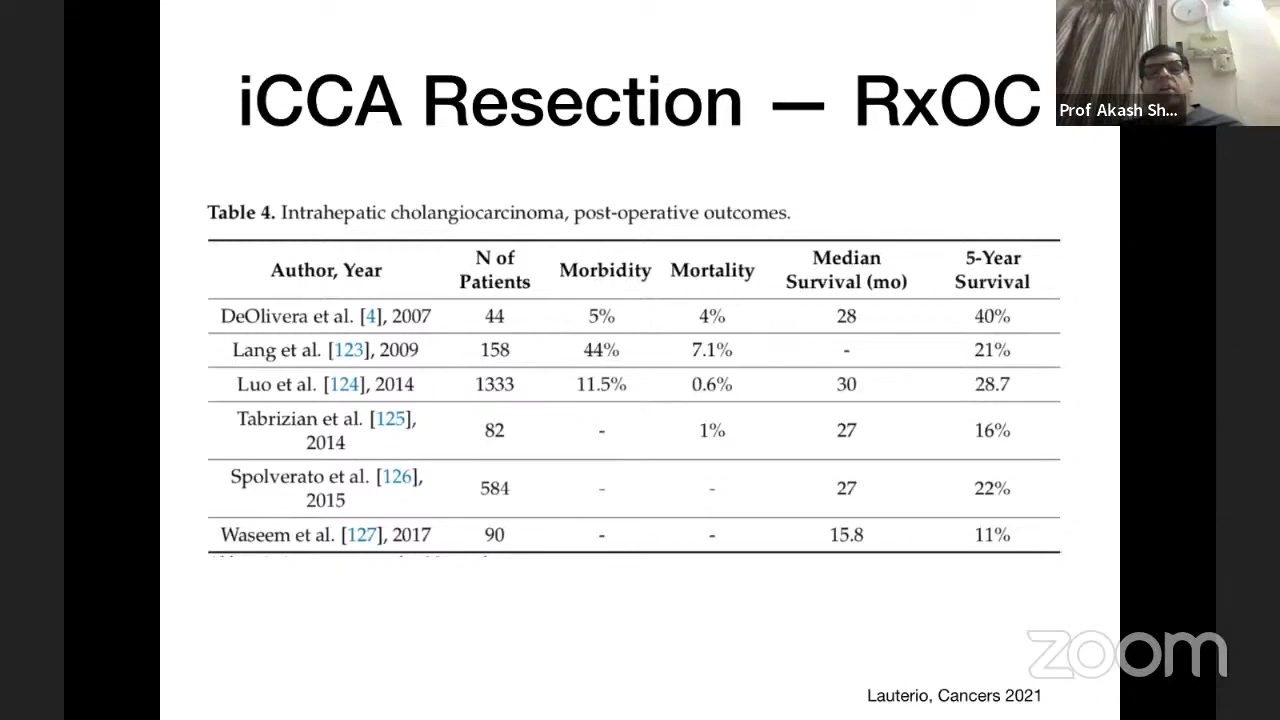 iCCA Resection — RxOC
Prof Akash Sh...
Table 4. Intrahepatic cholangiocarcinoma, post-operative outcomes.
Author, Year N of Patients Morbidity Mortality Median Survival (mo) 5-Year Survival
DeOlivera et al. [4], 2007 44 5% 4% 28 40%
Lang et al. [123], 2009 158 44% 7.1% - 21%
Luo et al. [124], 2014 1333 11.5% 0.6% 30 28.7
Tabrizian et al. [125], 2014 82 - 1% 27 16%
Spolverato et al. [126], 2015 584 - - 27 22%
Waseem et al. [127], 2017 90 - - 15.8 11%
zoom
Lauterio, Cancers 2021